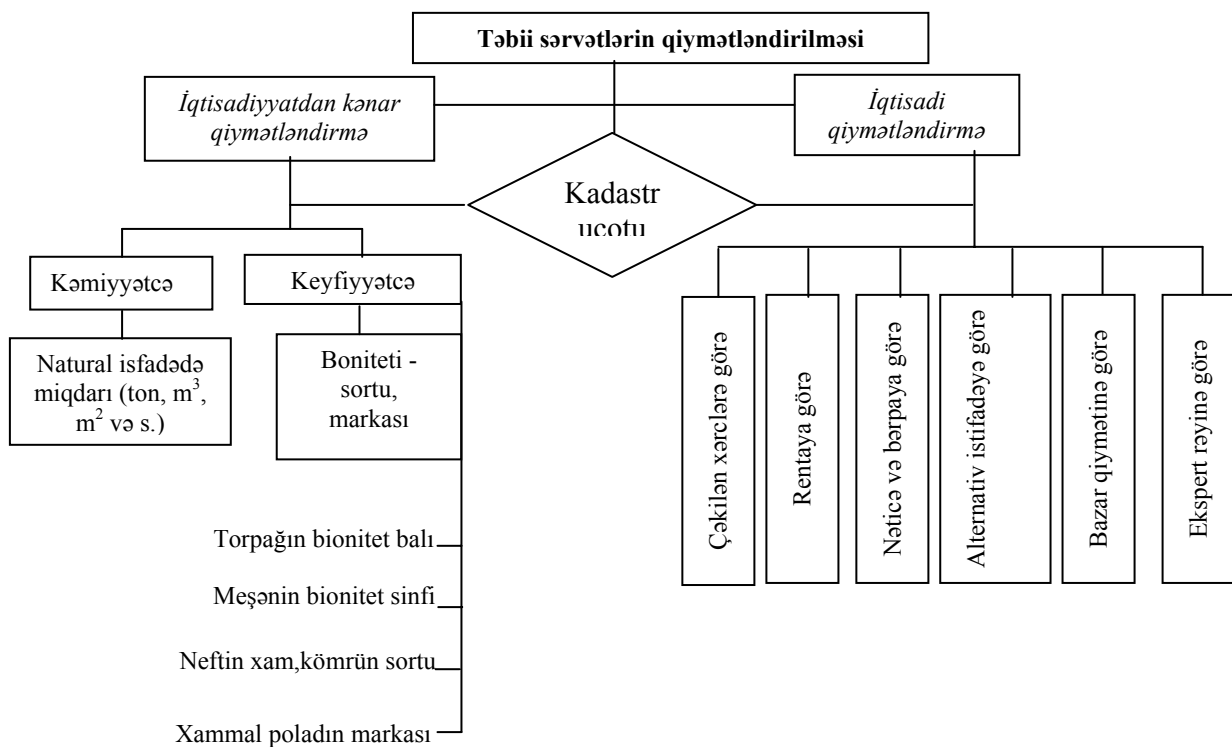 Təbii sərvətlərin qiymətləndirilməsi
İqtisadiyyatdan kənar
qiymətləndirmə
İqtisadi
qiymətləndirmə
Kadastr
uçotu
Kəmiyyətcə
Keyfiyyətcə
Natural isfadədə
miqdarı (ton, m³,
m² və s.)
Boniteti -
sortu,
markası
Çəkilən xərclərə görə
Rentaya görə
Nəticə və bərpaya görə
Alternativ istifadəyə görə
Bazar qiymətinə görə
Ekspert rəyinə görə
Torpağın bionitet balı
Meşənin bionitet sinfi
Neftin xam,kömrün sortu
Xammal poladın markası